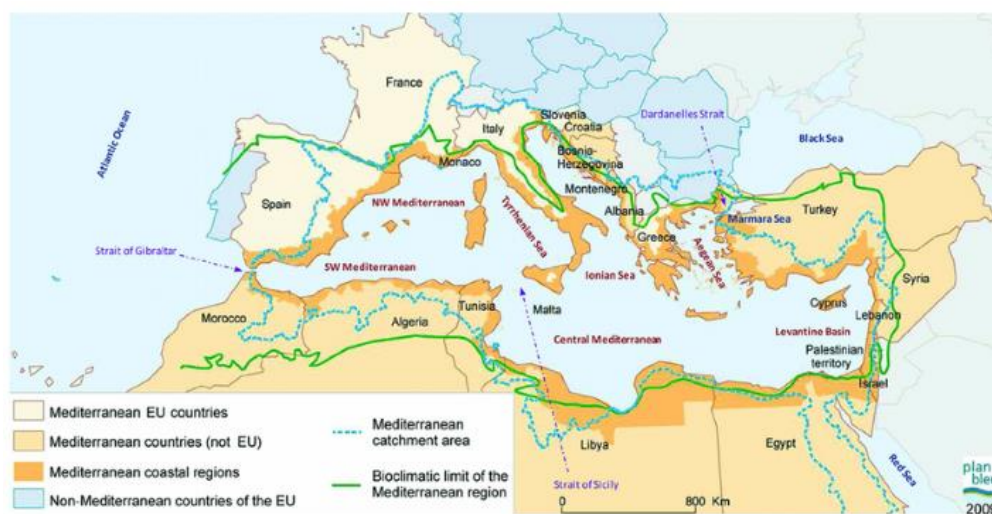 France
Slovenia
Croatia
Italy
Bosnia-
Herzegovina
Monaco
Montenegro
Albania
Spain
Greece
Dardanelles Strait
Black Sea
Marmara Sea
Turkey
Atlantic Ocean
NW Mediterranean
Tyrrhenian Sea
Strait of Gibraltar
SW Mediterranean
Ionian Sea
Aegean Sea
Syria
Cyprus
Lebanon
Morocco
Algeria
Tunisia
Malta
Central Mediterranean
Levantine Basin
Palestinian
territory
Israel
Libya
Egypt
Red Sea
Strait of Sicily
Mediterranean EU countries
Mediterranean countries (not EU)
Mediterranean coastal regions
Non-Mediterranean countries of the EU
Mediterranean
catchment area
Bioclimatic limit of the
Mediterranean region
0 800 Km
plan
bleu
2009